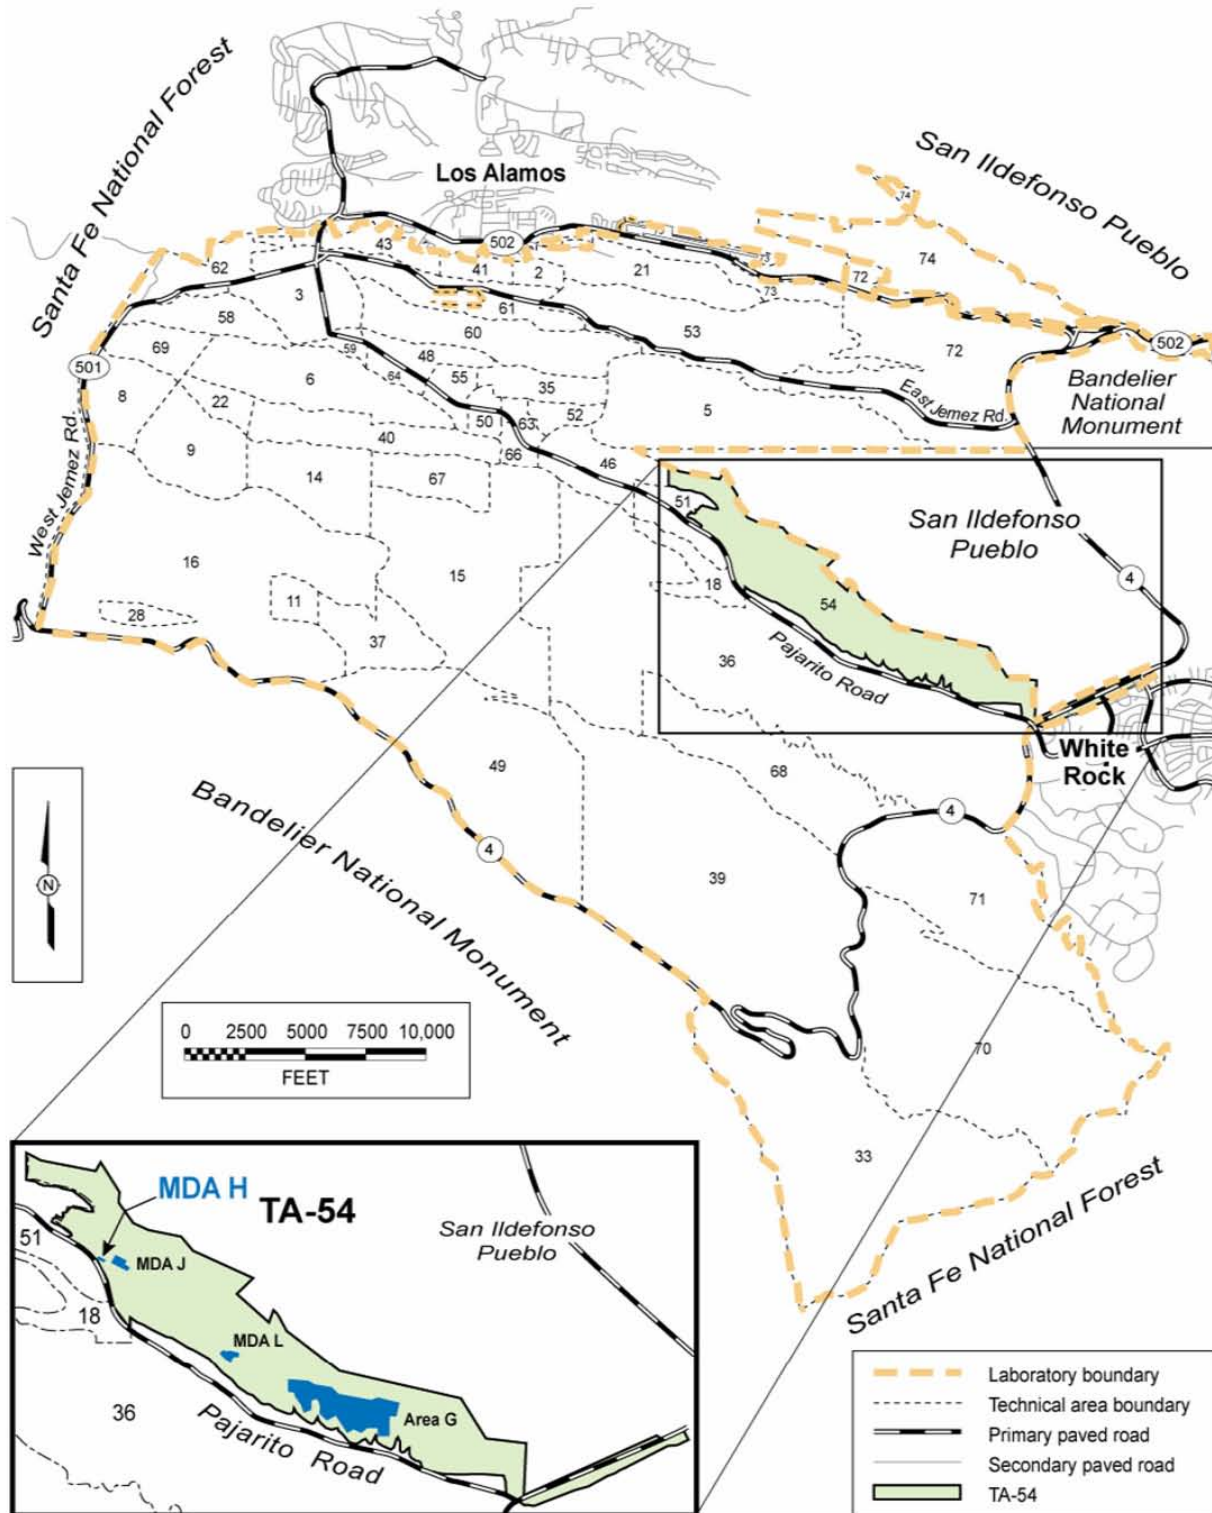 Santa Fe National Forest
San Ildefonso Pueblo
Los Alamos
74
43
502
62
41
2
21
73
72
74
3
73
61
58
60
53
72
502
69
59
48
501
64
55
35
6
8
22
5
East Jemez Rd.
Bandelier
National
Monument
50
63
52
40
9
66
46
14
67
51
San Ildefonso
Pueblo
West Jemez Rd.
16
15
18
4
11
54
28
37
36
Pajarito Road
White
Rock
49
68
Bandelier National Monument
4
4
39
71
N
0 2500 5000 7500 10,000
FEET
70
33
Santa Fe National Forest
MDA H
TA-54
San Ildefonso
Pueblo
51
MDA J
18
MDA L
36
Area G
Pajarito Road
Laboratory boundary
Technical area boundary
Primary paved road
Secondary paved road
TA-54